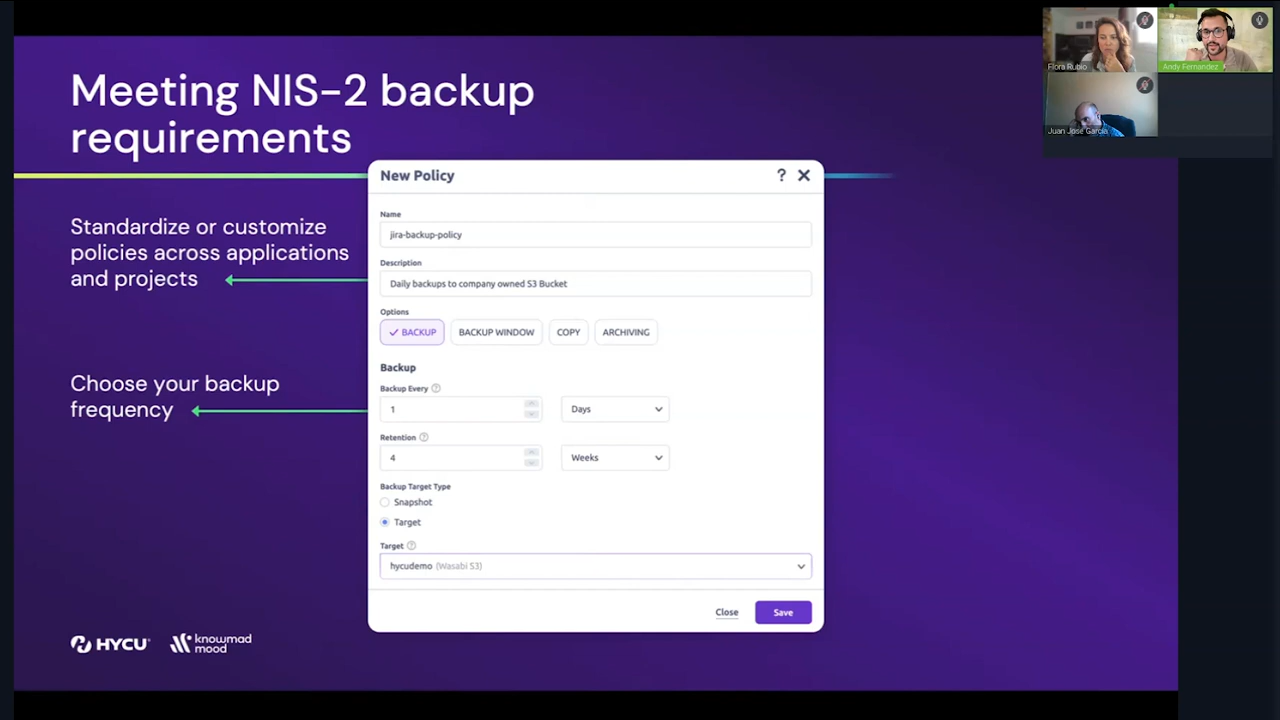 Meeting NIS-2 backup
requirements
Standardize or customize
policies across applications
and projects
Choose your backup
frequency
New Policy
?
Name
jira-backup-policy
Description
Daily backups to company owned S3 Bucket
Options
BACKUP BACKUP WINDOW COPY ARCHIVING
Backup
Backup Every
1 Days
Retention
4 Weeks
Backup Target Type
Snapshot
Target
Target
hycudemo (Wasabi S3)
Close Save
HYCU
knowmad
mood
Flora Rubio
Andy Fernandez
Juan Jose Garcia